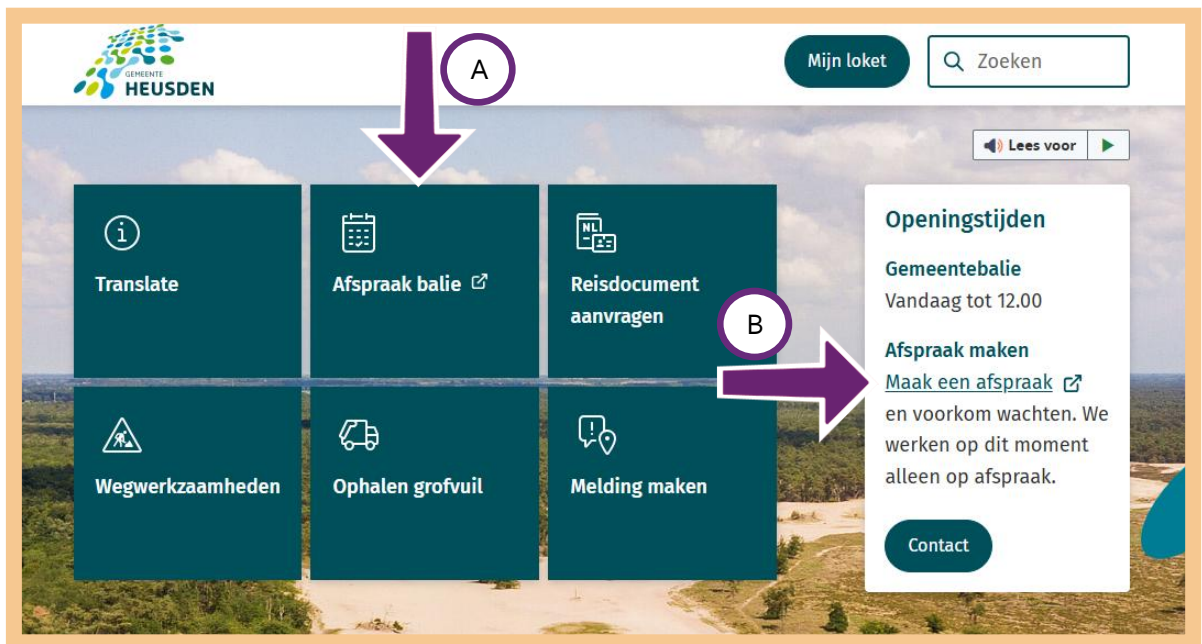 GEMEENTE
HEUSDEN
A
Mijn loket
Zoeken
Lees voor
Translate
Afspraak balie
NL
Reisdocument
aanvragen
B
Wegwerkzaamheden
Ophalen grofvuil
Melding maken
Openingstijden
Gemeentebalie
Vandaag tot 12.00
Afspraak maken
Maak een afspraak
en voorkom wachten. We
werken op dit moment
alleen op afspraak.
Contact